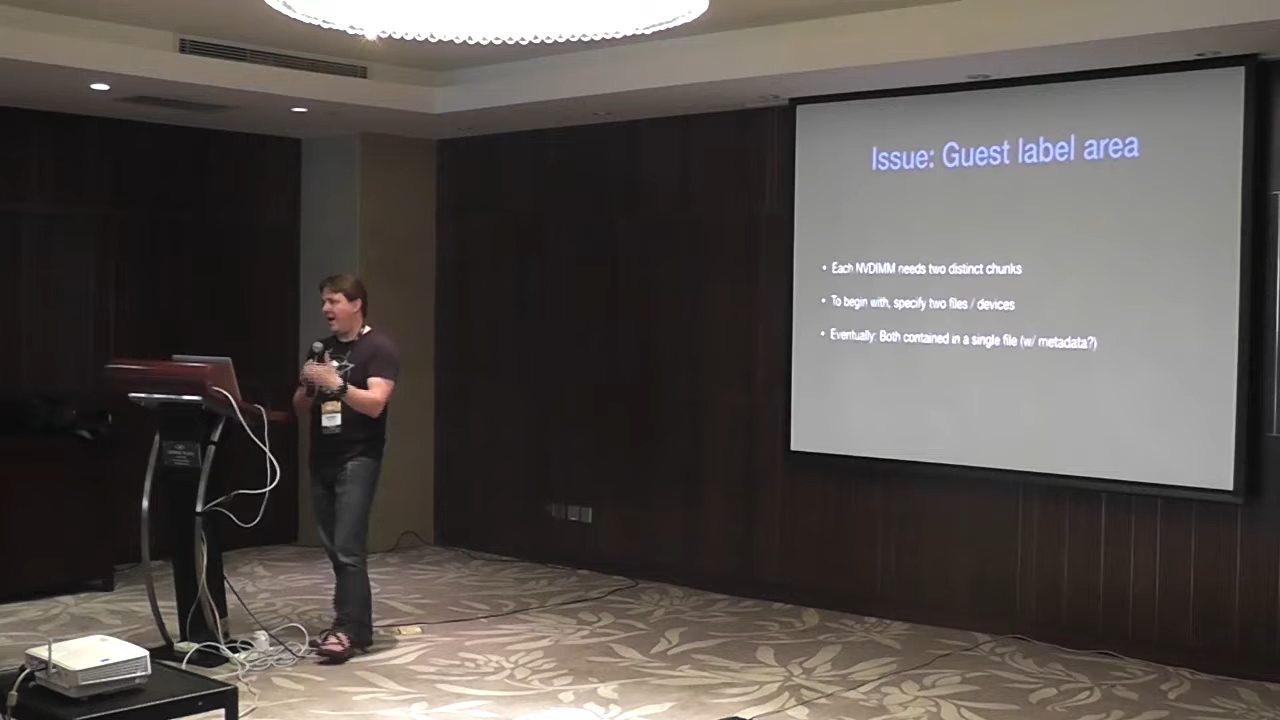 Issue: Guest label area
• Each NVDIMM needs two distinct chunks
• To begin with, specify two files / devices
• Eventually: Both contained in a single file (w/ metadata?)